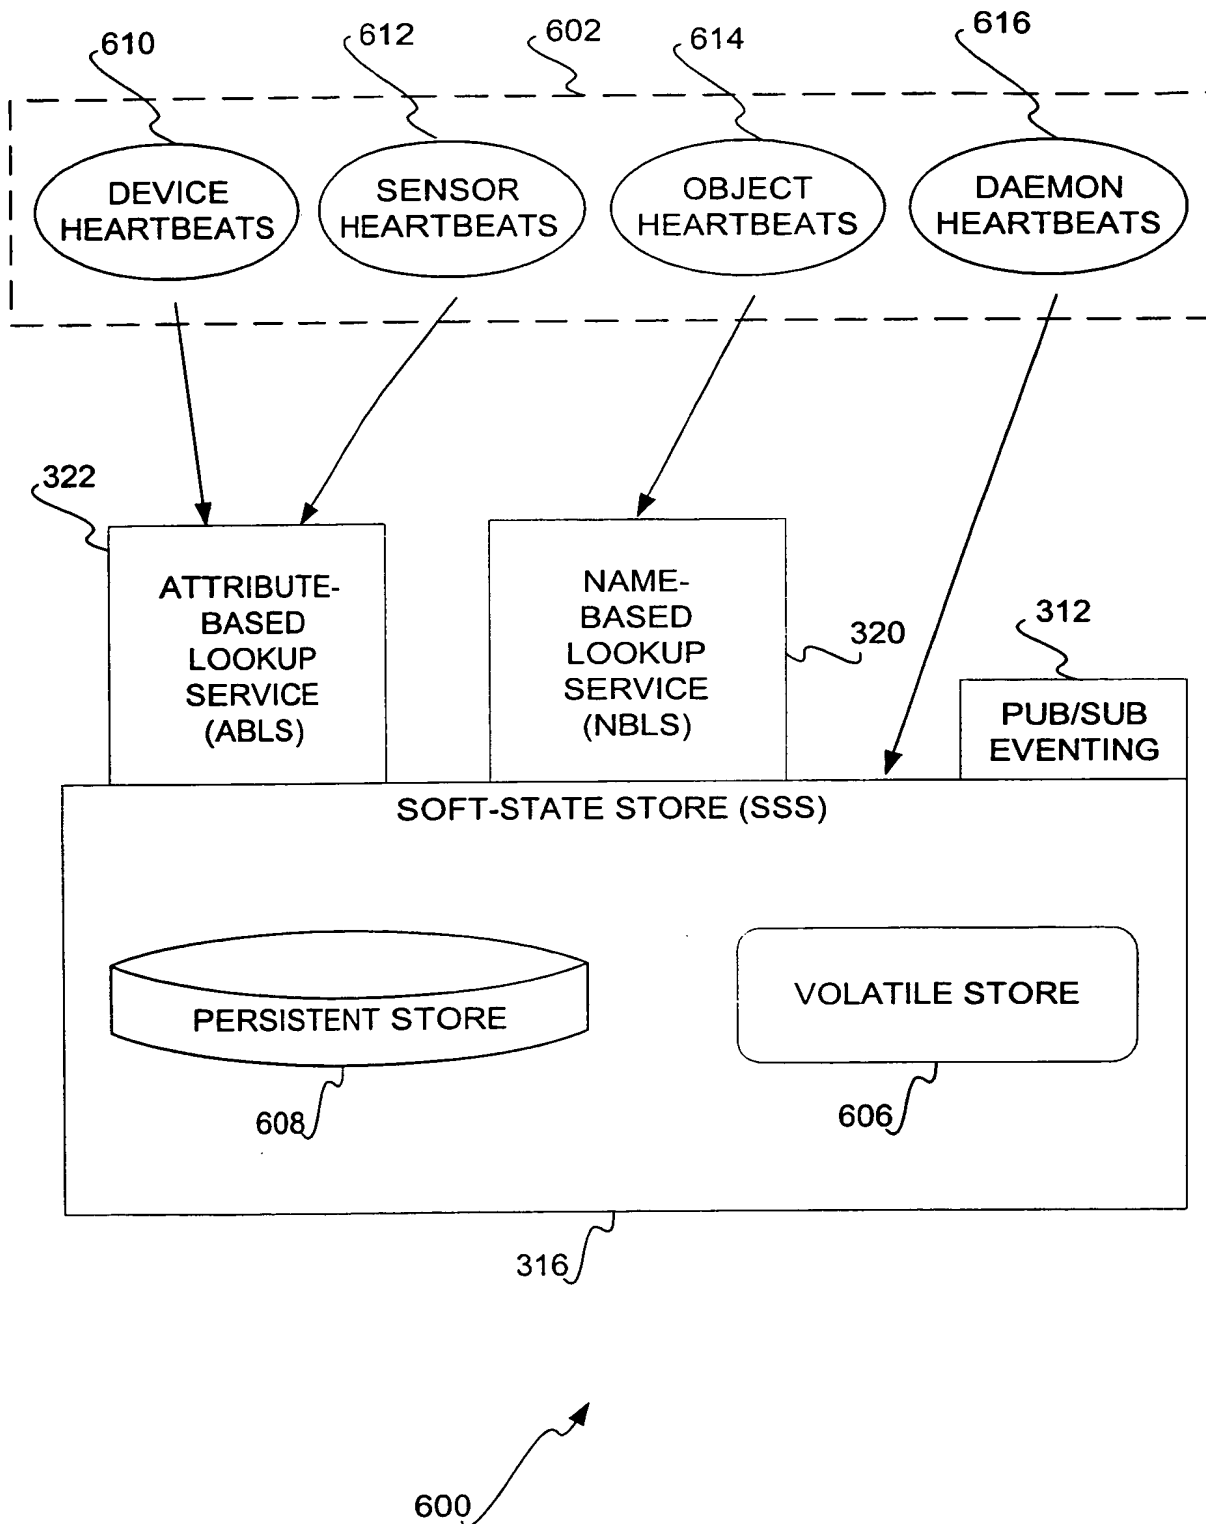 610
612
602
614
616
DEVICE
HEARTBEATS
SENSOR
HEARTBEATS
OBJECT
HEARTBEATS
DAEMON
HEARTBEATS
322
ATTRIBUTE-
BASED
LOOKUP
SERVICE
(ABLS)
NAME-
BASED
LOOKUP
SERVICE
(NBLS)
320
312
PUB/SUB
EVENTING
SOFT-STATE STORE (SSS)
PERSISTENT STORE
VOLATILE STORE
608
606
316
600